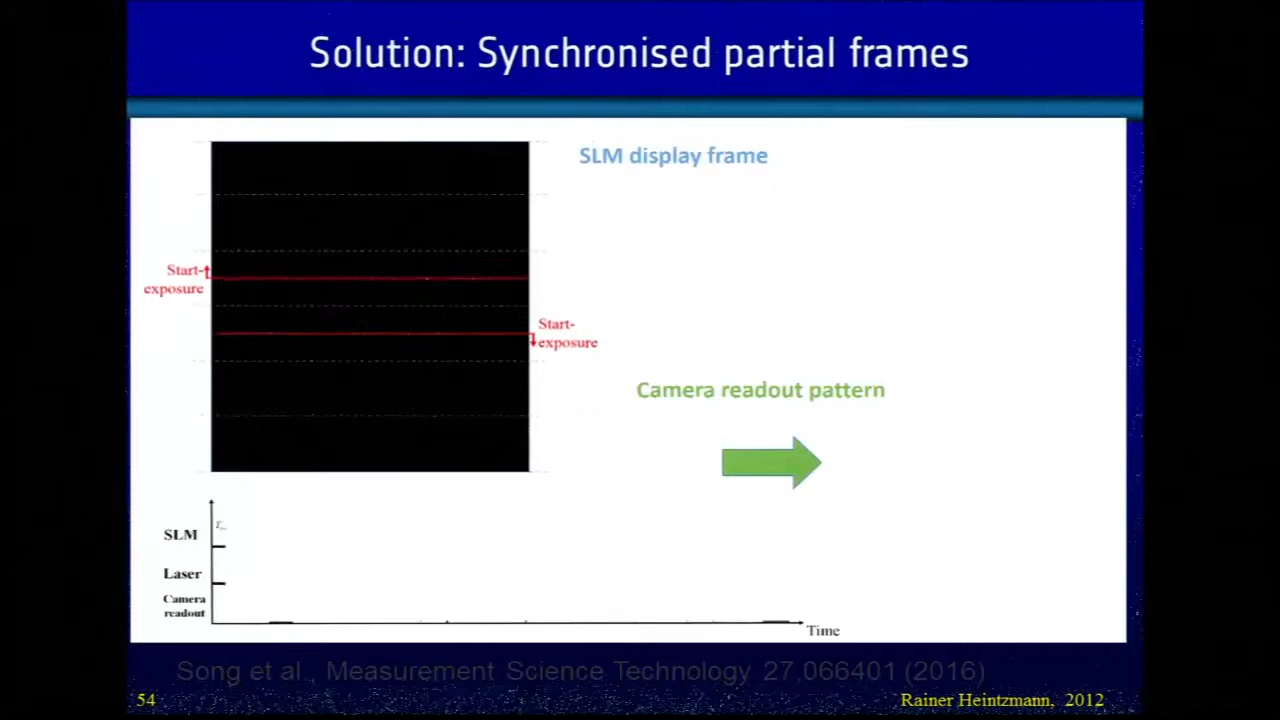 Solution: Synchronised partial frames
SLM display frame
Start-
exposure
Start-
exposure
Camera readout pattern
SLM
Laser
Camera
readout
Time
Song et al., Measurement Science Technology 27,066401 (2016)
54
Rainer Heintzmann, 2012